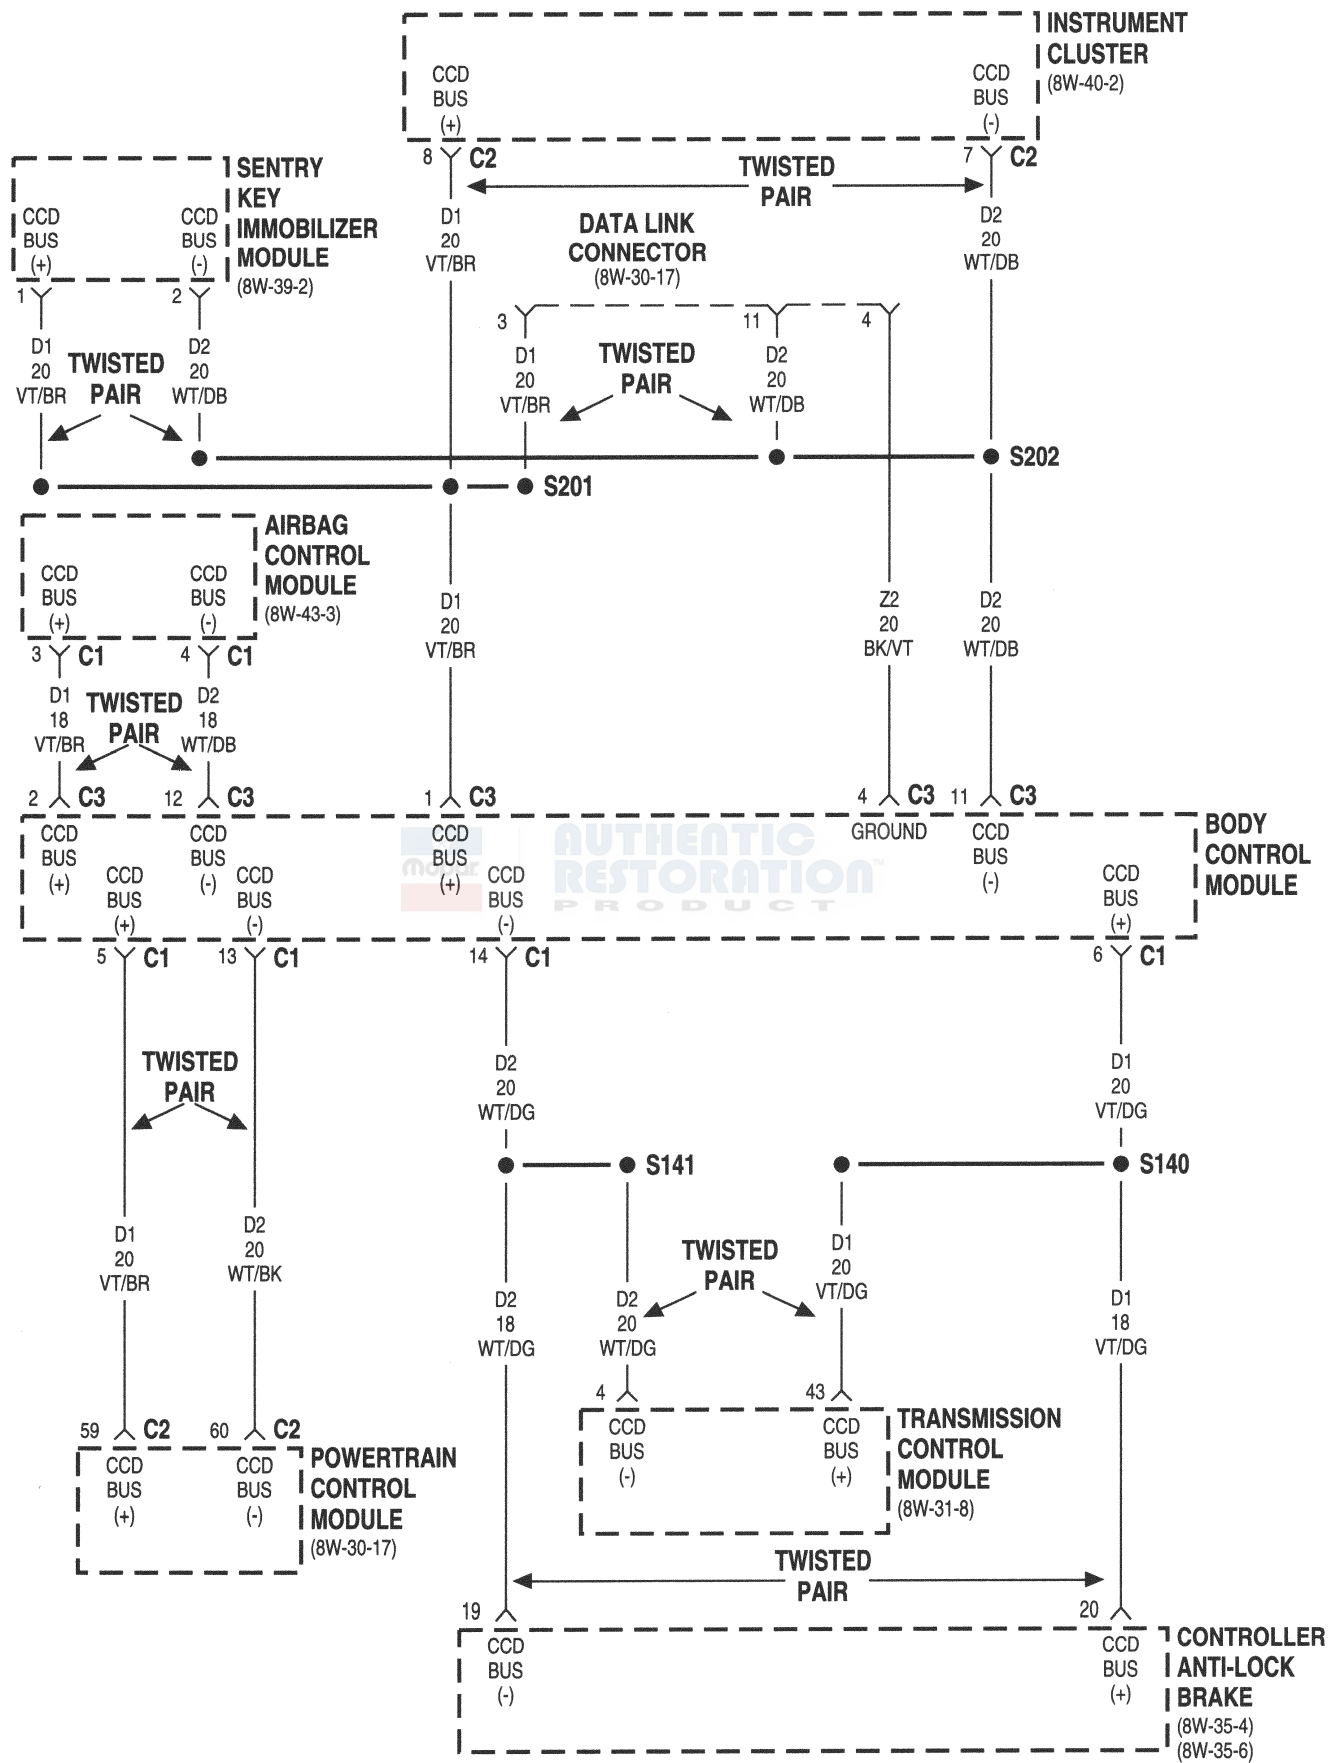 INSTRUMENT
CLUSTER
(8W-40-2)
CCD
BUS
(+)
CCD
BUS
(-)
8
C2
7
C2
TWISTED
PAIR
D1
20
VT/BR
D2
20
WT/DB
SENTRY
KEY
IMMOBILIZER
MODULE
(8W-39-2)
CCD
BUS
(+)
CCD
BUS
(-)
1
2
D1
20
VT/BR
TWISTED
PAIR
D2
20
WT/DB
DATA LINK
CONNECTOR
(8W-30-17)
3
11
4
D1
20
VT/BR
TWISTED
PAIR
D2
20
WT/DB
S202
S201
AIRBAG
CONTROL
MODULE
(8W-43-3)
CCD
BUS
(+)
CCD
BUS
(-)
3
C1
4
C1
D1
18
VT/BR
TWISTED
PAIR
D2
18
WT/DB
D1
20
VT/BR
Z2
20
BK/VT
D2
20
WT/DB
2
C3
12
C3
1
C3
4
C3
11
C3
BODY
CONTROL
MODULE
CCD
BUS
(+)
CCD
BUS
(-)
CCD
BUS
(+)
GROUND
CCD
BUS
(-)
CCD
BUS
(+)
CCD
BUS
(-)
CCD
BUS
(-)
CCD
BUS
(+)
Mopar
AUTHENTIC
RESTORATION™
PRODUCT
5
C1
13
C1
14
C1
6
C1
TWISTED
PAIR
D2
20
WT/DG
D1
20
VT/DG
S141
S140
D1
20
VT/BR
D2
20
WT/BK
D2
18
WT/DG
D2
20
WT/DG
TWISTED
PAIR
D1
20
VT/DG
D1
18
VT/DG
59
C2
60
C2
4
43
POWERTRAIN
CONTROL
MODULE
(8W-30-17)
CCD
BUS
(+)
CCD
BUS
(-)
TRANSMISSION
CONTROL
MODULE
(8W-31-8)
CCD
BUS
(-)
CCD
BUS
(+)
TWISTED
PAIR
19
20
CONTROLLER
ANTI-LOCK
BRAKE
(8W-35-4)
(8W-35-6)
CCD
BUS
(-)
CCD
BUS
(+)